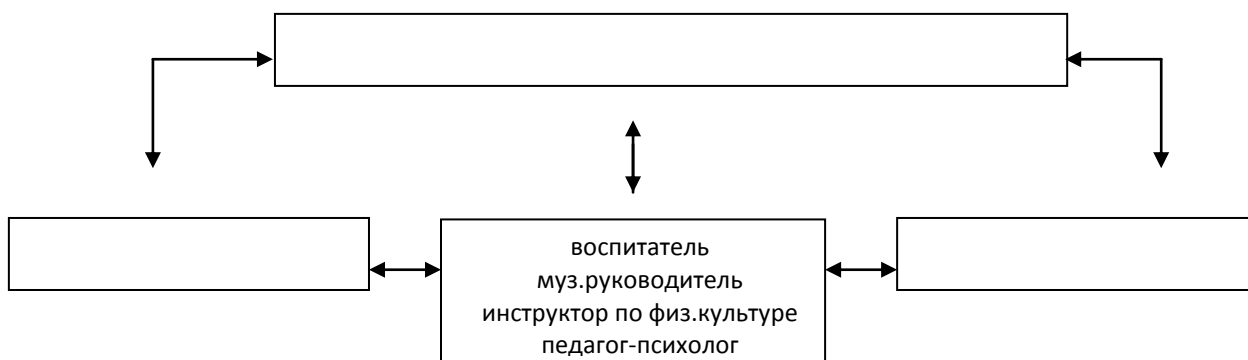 воспитатель
муз.руководитель
инструктор по физ.культуре
педагог-психолог